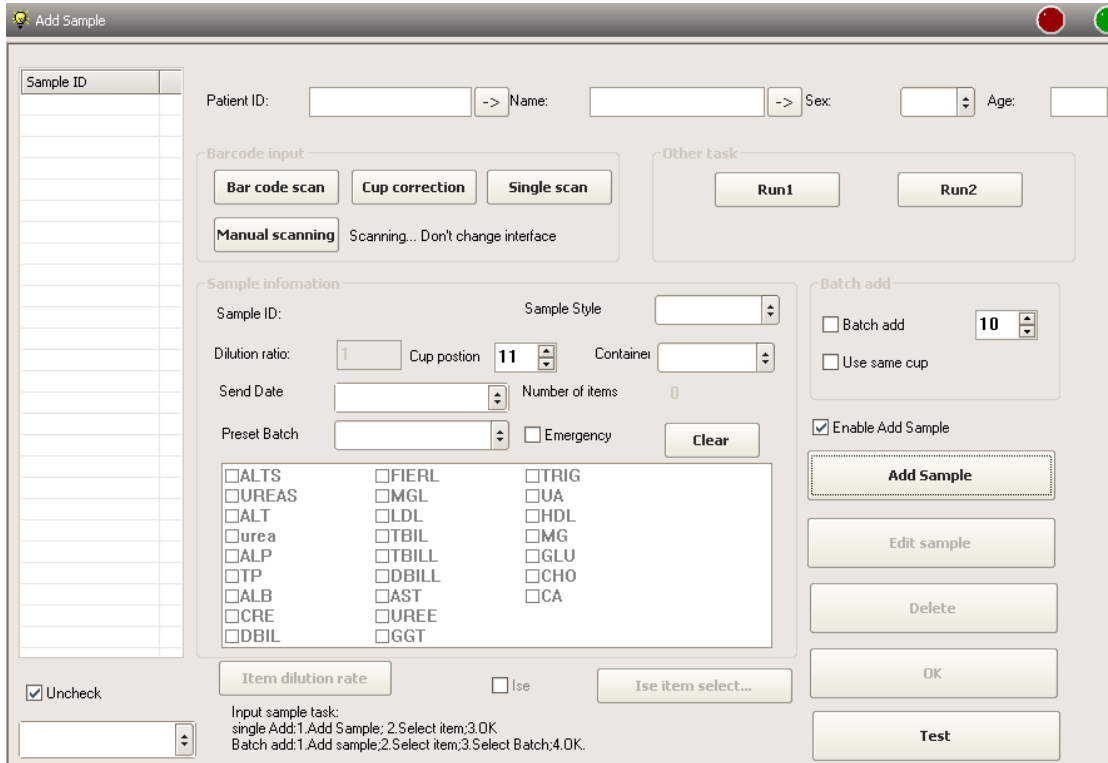 Add Sample
Sample ID
Patient ID: -> Name: -> Sex: Age:
Barcode input
Other task
Bar code scan Cup correction Single scan
Run1 Run2
Manual scanning Scanning... Don't change interface
Sample infomation
Batch add
Sample ID: Sample Style
Batch add 10
Dilution ratio: 1 Cup postion 11 Container
Use same cup
Send Date Number of items 0
Preset Batch Emergency Clear
Enable Add Sample
ALTS FIERL TRIG
UREAS MGL UA
ALT LDL HDL
urea TBIL MG
ALP TBILL GLU
TP DBILL CHO
ALB AST CA
CRE UREE
DBIL GGT
Add Sample
Edit sample
Delete
OK
Test
Uncheck
Item dilution rate Ise Ise item select...
Input sample task:
single Add:1.Add Sample; 2.Select item;3.OK
Batch add:1.Add sample;2.Select item;3.Select Batch;4.OK.